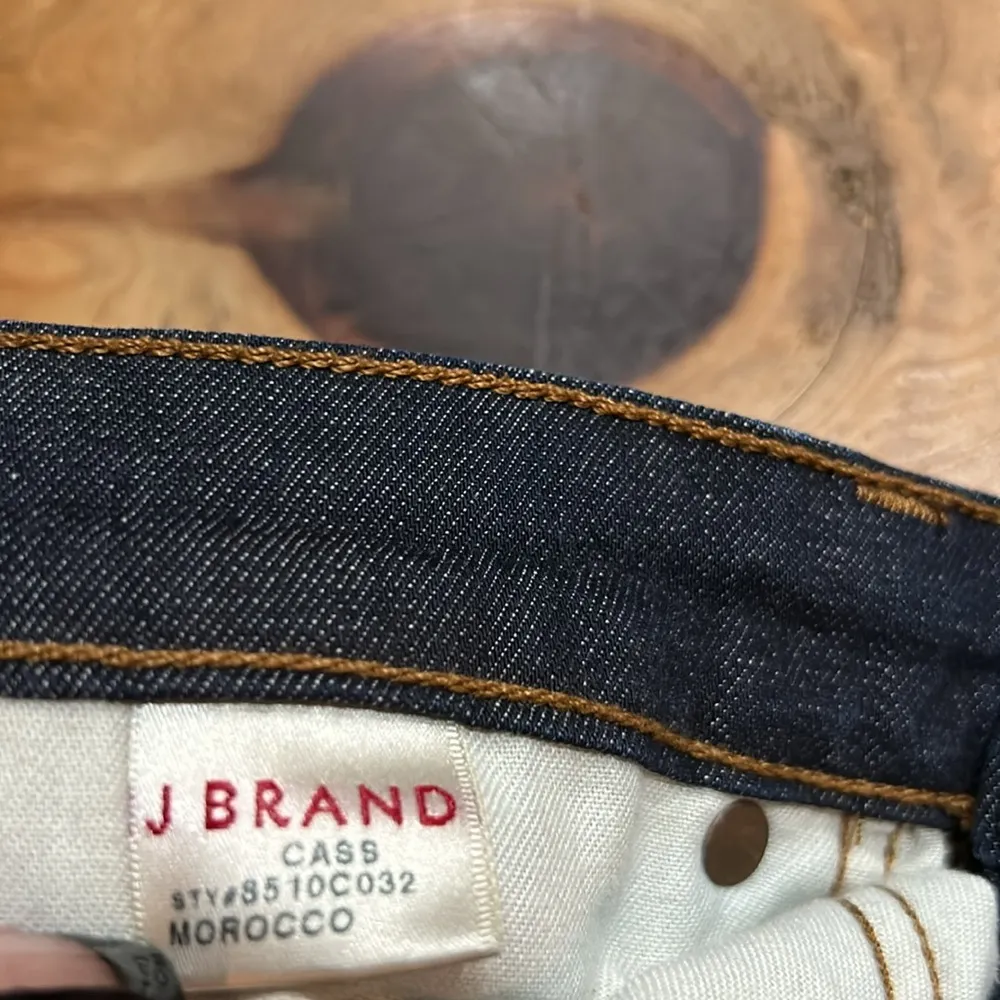 J BRAND
CASS
STY#8510C032
MOROCCO